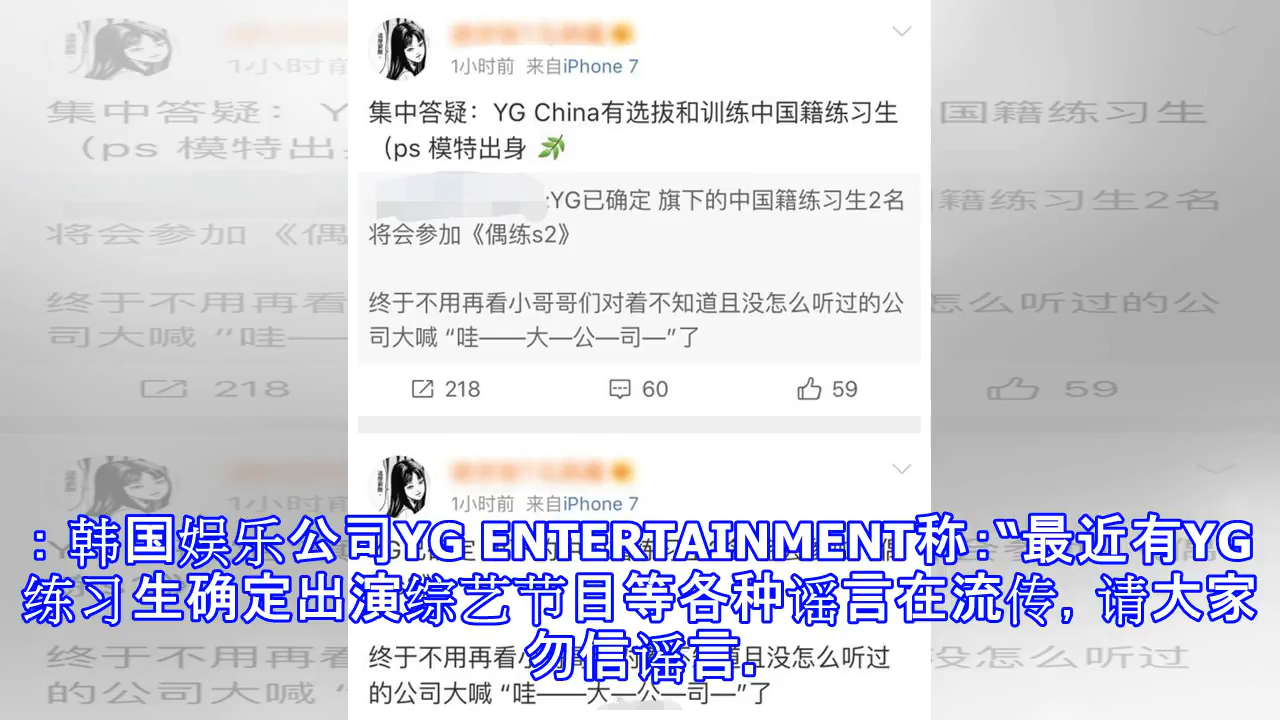 1小时前 来自iPhone 7
集中答疑：YG China有选拔和训练中国籍练习生
（ps 模特出身
:YG已确定 旗下的中国籍练习生2名
将会参加《偶练s2》
终于不用再看小哥哥们对着不知道且没怎么听过的公
司大喊 “哇——大—公—司—”了
218 60 59
1小时前 来自iPhone 7
: 韩国娱乐公司YG ENTERTAINMENT称:“最近有YG
练习生确定出演综艺节目等各种谣言在流传, 请大家
勿信谣言.
终于不用再看小 道且没怎么听过
的公司大喊 “哇——大—公—司—”了